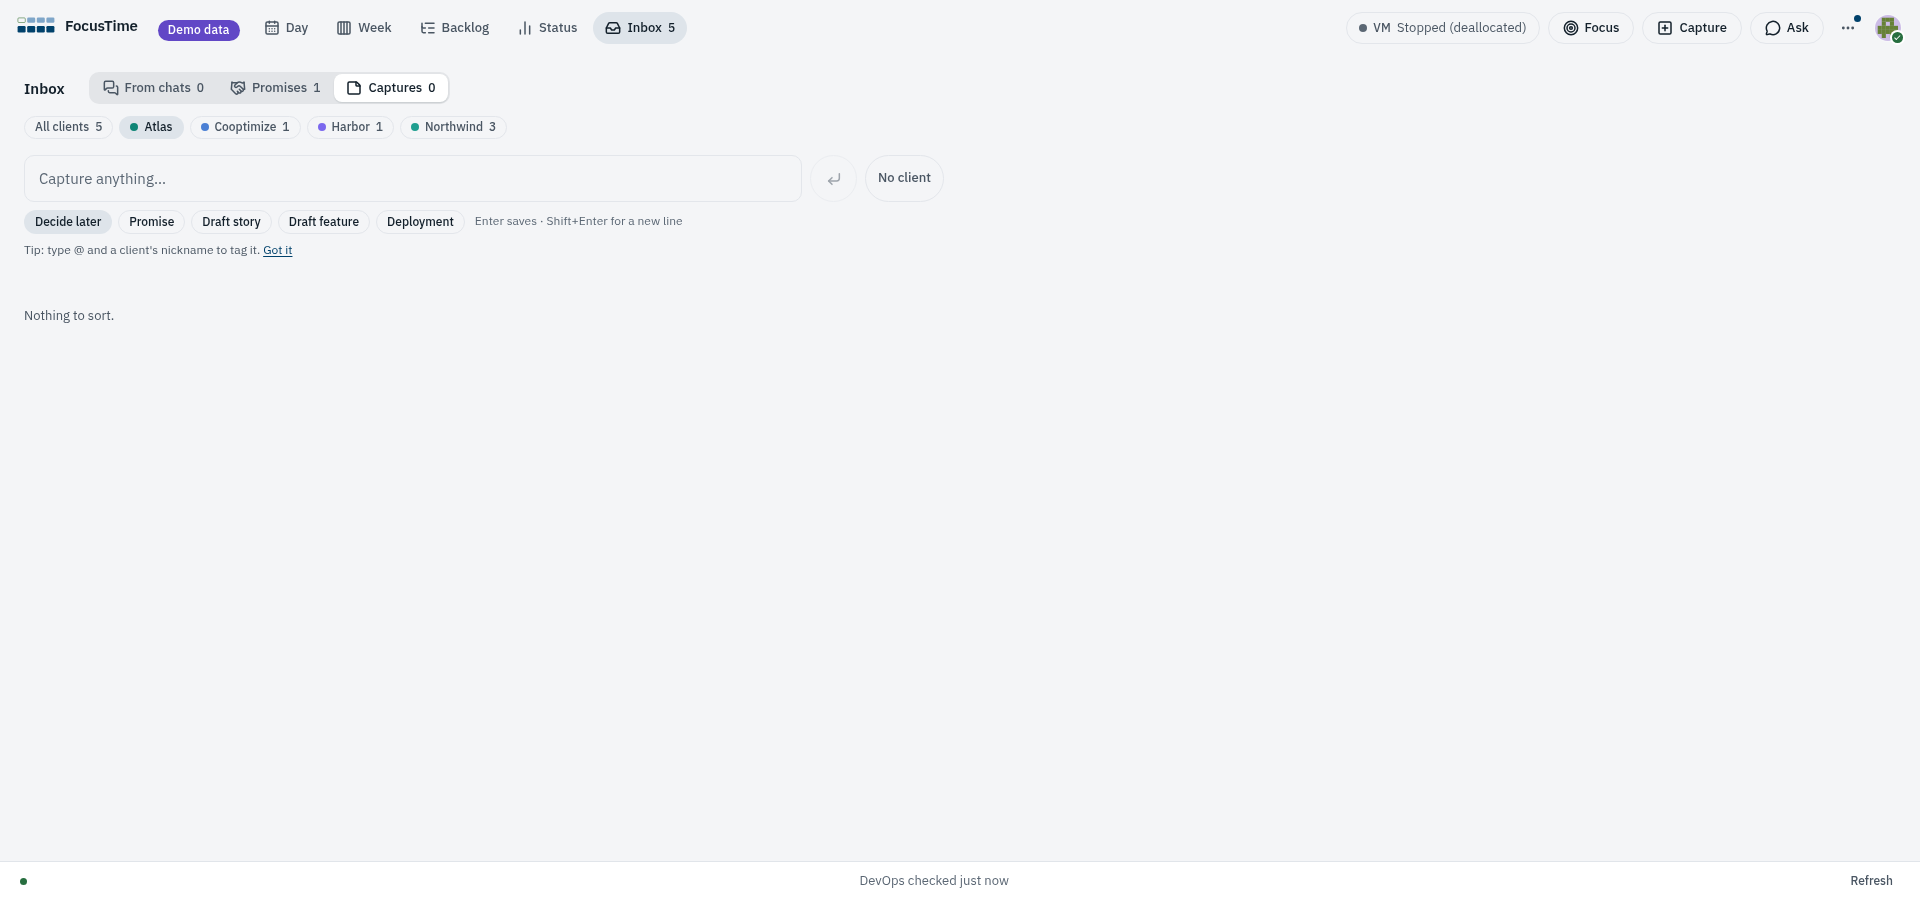 FocusTime
Demo data
Day
Week
Backlog
Status
Inbox 5
VM Stopped (deallocated)
Focus
Capture
Ask
Inbox
From chats 0
Promises 1
Captures 0
All clients 5
Atlas
Cooptimize 1
Harbor 1
Northwind 3
Capture anything...
No client
Decide later
Promise
Draft story
Draft feature
Deployment
Enter saves · Shift+Enter for a new line
Tip: type @ and a client's nickname to tag it. Got it
Nothing to sort.
DevOps checked just now
Refresh